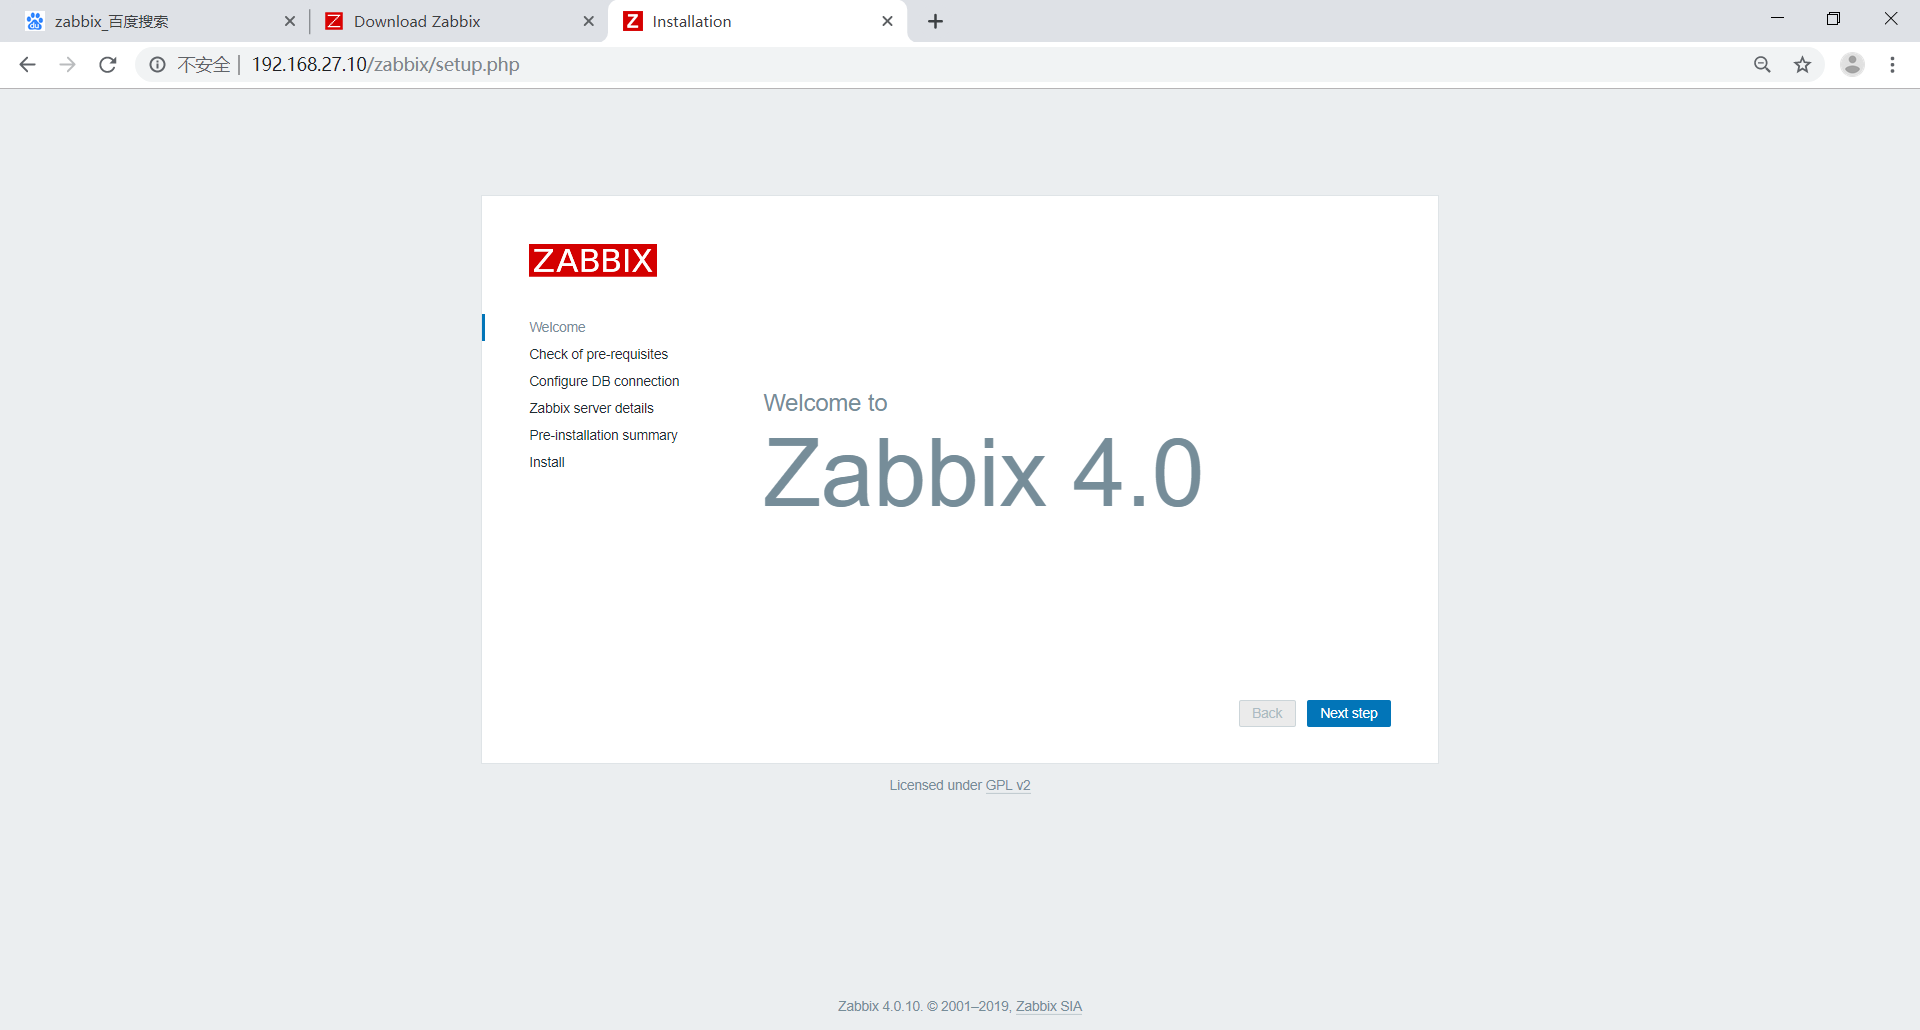 zabbix_百度搜索
Download Zabbix
Installation
不安全 | 192.168.27.10/zabbix/setup.php
ZABBIX
Welcome
Check of pre-requisites
Configure DB connection
Zabbix server details
Pre-installation summary
Install
Welcome to
Zabbix 4.0
Back
Next step
Licensed under GPL v2
Zabbix 4.0.10. © 2001–2019, Zabbix SIA